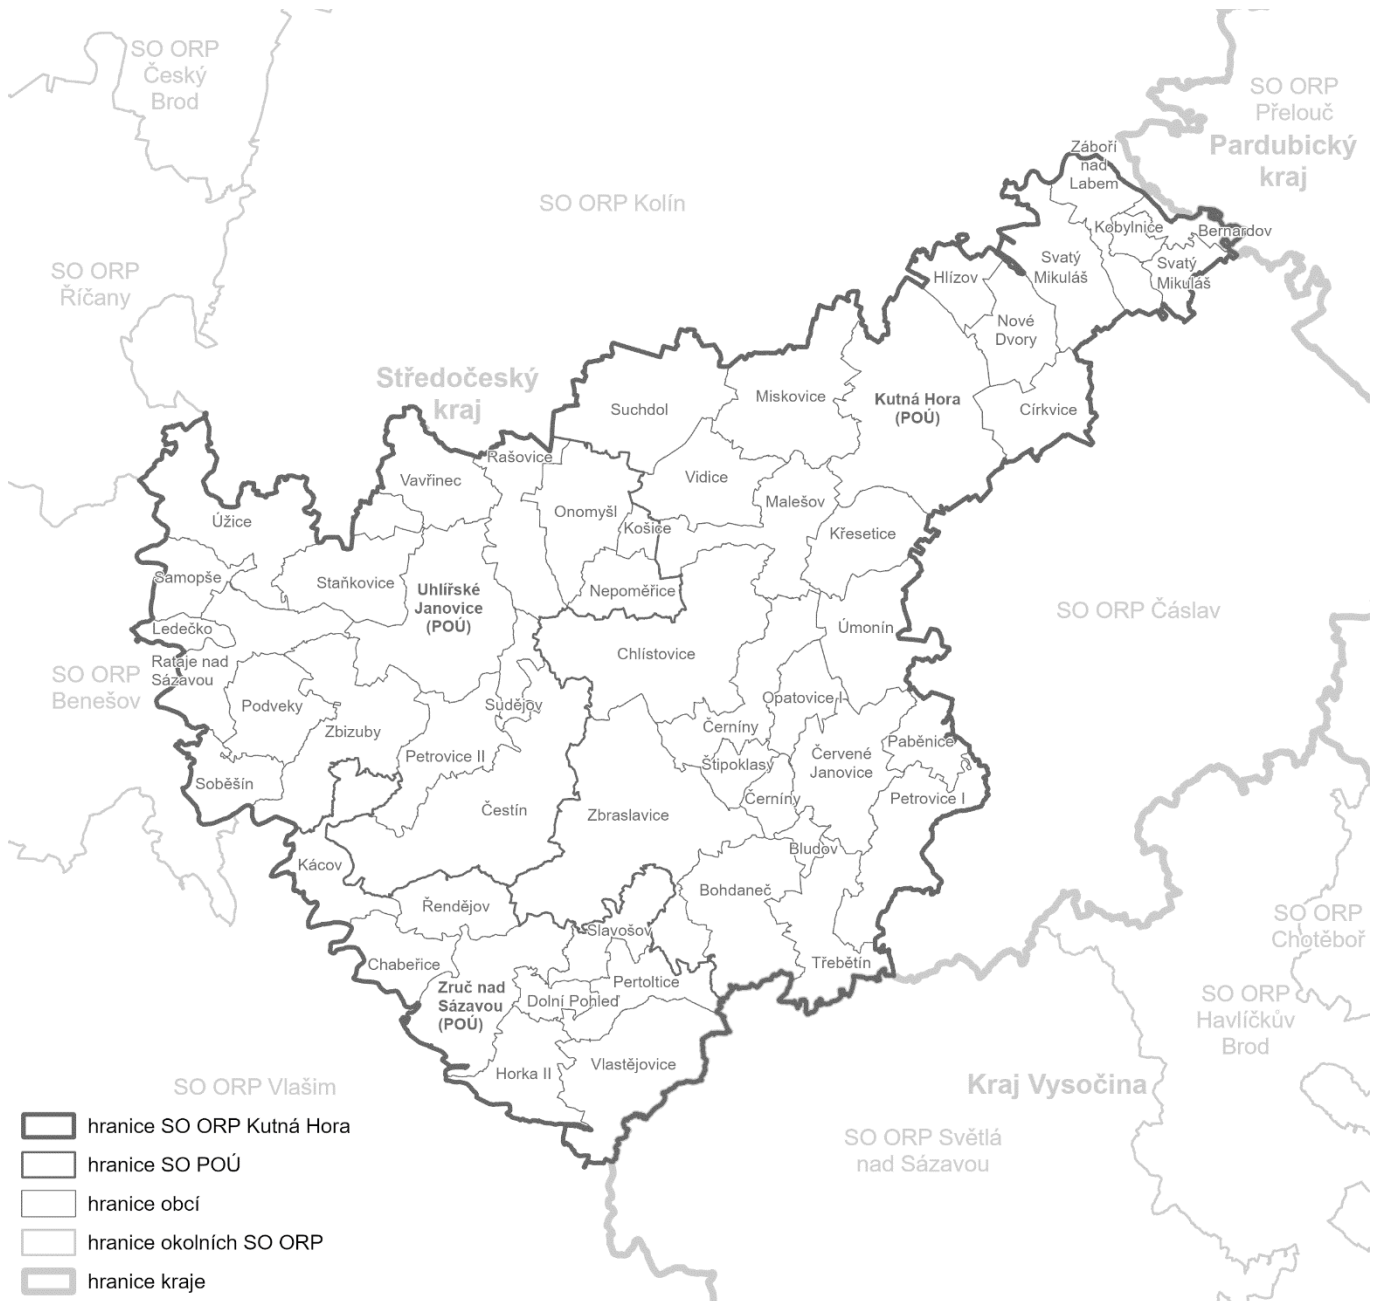 SO ORP
Český
Brod
SO ORP
Přelouč
Pardubický
kraj
Záboří
nad
Labem
SO ORP Kolín
Kobylnice
Bernardov
SO ORP
Říčany
Svatý
Mikuláš
Svatý
Mikuláš
Hlízov
Nové
Dvory
Středočeský
kraj
Suchdol
Miskovice
Kutná Hora
(POÚ)
Církvice
Rašovice
Vavřinec
Vidice
Malešov
Onomyšl
Košice
Křesetice
Úžice
Samopše
Staňkovice
Uhlířské
Janovice
(POÚ)
Nepoměřice
SO ORP Čáslav
Ledečko
Úmonín
Chlístovice
Rataje nad
Sázavou
SO ORP
Benešov
Podveky
Zbizuby
Sudějov
Opatovice I
Černíny
Petrovice II
Štipoklasy
Červené
Janovice
Paběnice
Soběšín
Čestín
Zbraslavice
Černíny
Petrovice I
Kácov
Bludov
Bohdaneč
Řendějov
Slavošov
SO ORP
Chotěboř
Chabeřice
Třebětín
Zruč nad
Sázavou
(POÚ)
Pertoltice
Dolní Pohleď
SO ORP
Havlíčkův
Brod
Horka II
Vlastějovice
SO ORP Vlašim
Kraj Vysočina
SO ORP Světlá
nad Sázavou
hranice SO ORP Kutná Hora
hranice SO POÚ
hranice obcí
hranice okolních SO ORP
hranice kraje